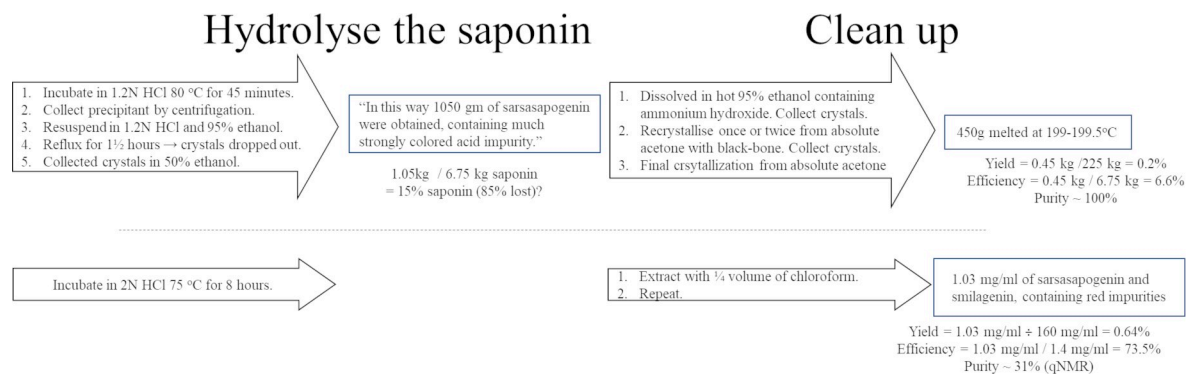 Hydrolyse the saponin
Clean up
1. Incubate in 1.2N HCl 80 °C for 45 minutes.
2. Collect precipitant by centrifugation.
3. Resuspend in 1.2N HCl and 95% ethanol.
4. Reflux for 1½ hours → crystals dropped out.
5. Collected crystals in 50% ethanol.
“In this way 1050 gm of sarsasapogenin
were obtained, containing much
strongly colored acid impurity.”
1.05kg / 6.75 kg saponin
= 15% saponin (85% lost)?
1. Dissolved in hot 95% ethanol containing
ammonium hydroxide. Collect crystals.
2. Recrystallise once or twice from absolute
acetone with black-bone. Collect crystals.
3. Final crsytallization from absolute acetone
450g melted at 199-199.5°C
Yield = 0.45 kg /225 kg = 0.2%
Efficiency = 0.45 kg / 6.75 kg = 6.6%
Purity ~ 100%
Incubate in 2N HCl 75 °C for 8 hours.
1. Extract with ¼ volume of chloroform.
2. Repeat.
1.03 mg/ml of sarsasapogenin and
smilagenin, containing red impurities
Yield = 1.03 mg/ml ÷ 160 mg/ml = 0.64%
Efficiency = 1.03 mg/ml / 1.4 mg/ml = 73.5%
Purity ~ 31% (qNMR)